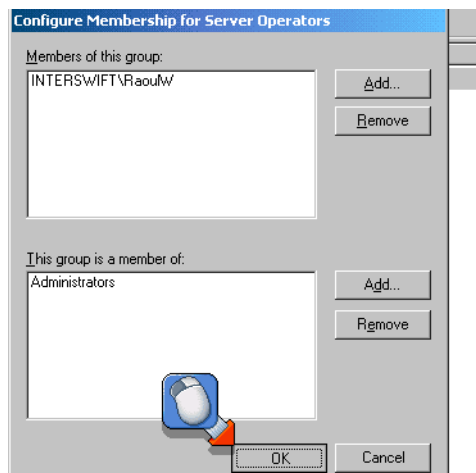 Configure Membership for Server Operators
Members of this group:
INTERSWIFT\RaoulW
Add...
Remove
This group is a member of:
Administrators
Add...
Remove
OK
Cancel